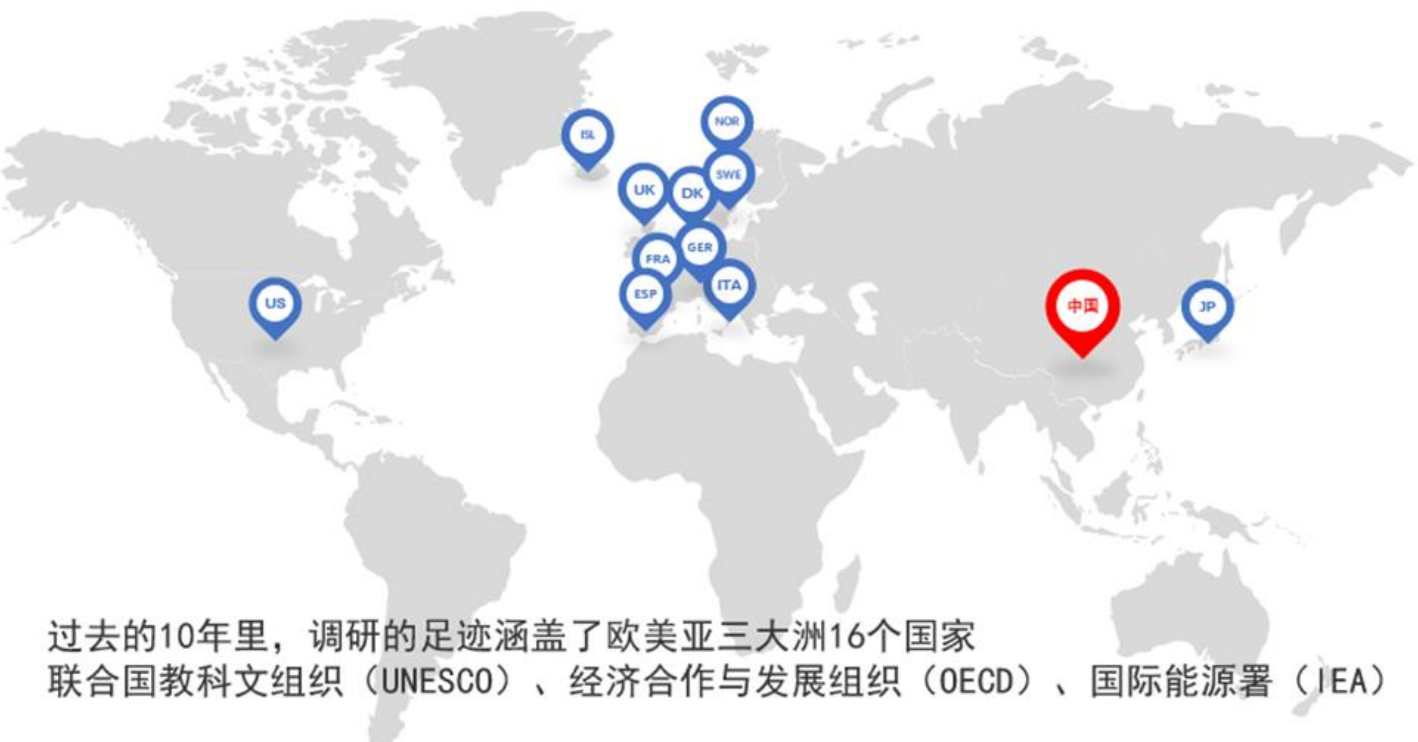 ISL
NOR
UK
DK
SWE
FRA
GER
ESP
ITA
US
中国
JP
过去的10年里，调研的足迹涵盖了欧美亚三大洲16个国家
联合国教科文组织（UNESCO）、经济合作与发展组织（OECD）、国际能源署（IEA）